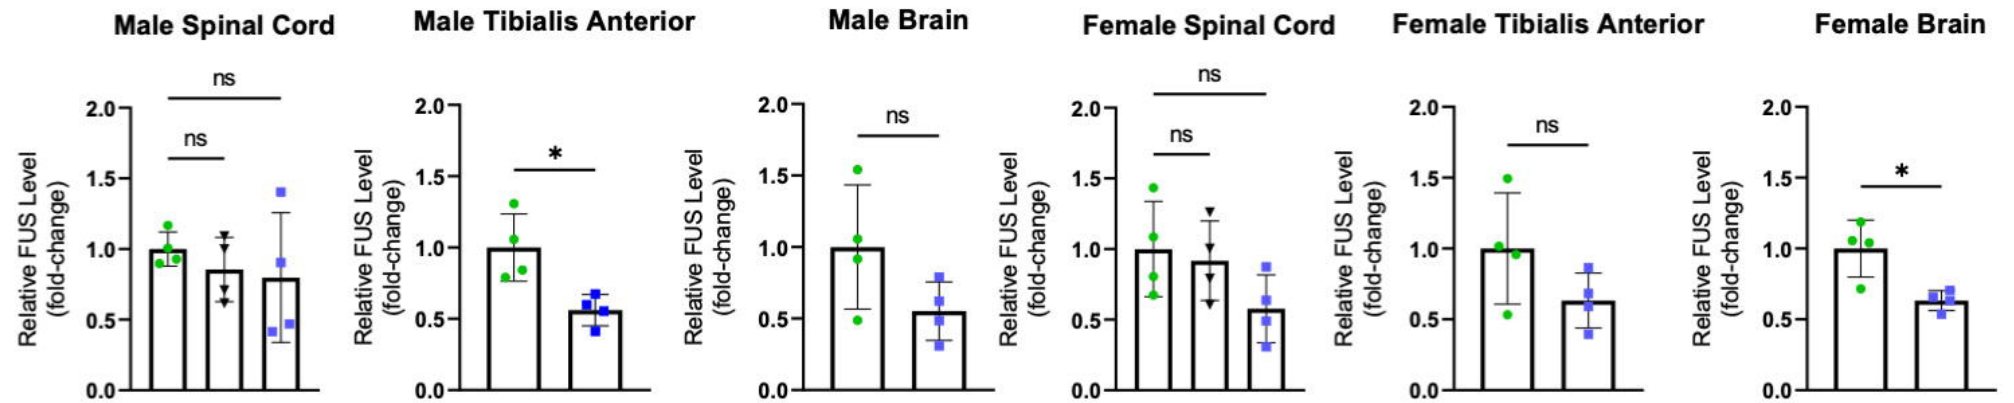 Male Spinal Cord
Relative FUS Level
(fold-change)
2.0
1.5
1.0
0.5
0.0
ns
ns
Male Tibialis Anterior
Relative FUS Level
(fold-change)
2.0
1.5
1.0
0.5
0.0
*
Male Brain
Relative FUS Level
(fold-change)
2.0
1.5
1.0
0.5
0.0
ns
Female Spinal Cord
Relative FUS Level
(fold-change)
2.0
1.5
1.0
0.5
0.0
ns
ns
Female Tibialis Anterior
Relative FUS Level
(fold-change)
2.0
1.5
1.0
0.5
0.0
ns
Female Brain
Relative FUS Level
(fold-change)
2.0
1.5
1.0
0.5
0.0
*